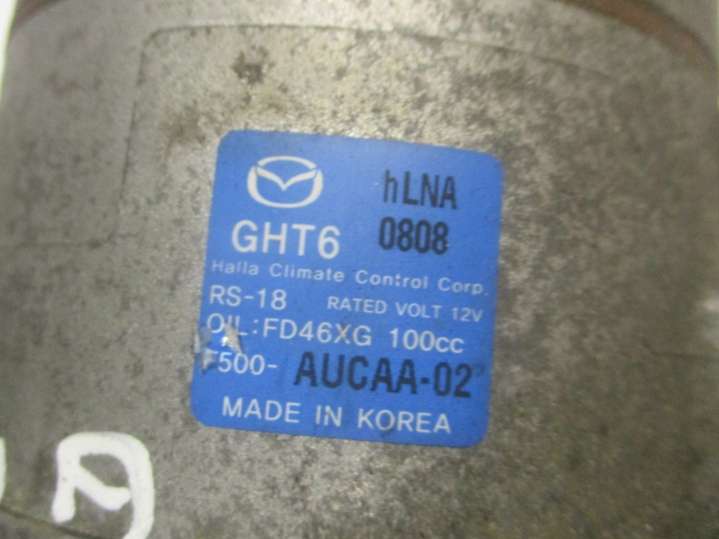 hLNA
GHT6 0808
Halla Climate Control Corp.
RS-18 RATED VOLT 12V
OIL:FD46XG 100cc
F500- AUCAA-02
MADE IN KOREA